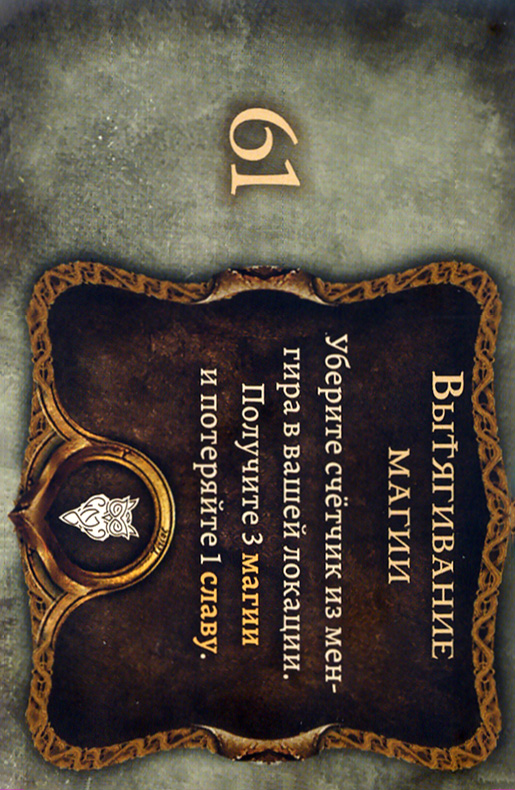 61
Вытягивание
магии
Уберите счётчик из мен-
гира в вашей локации.
Получите 3 магии
и потеряйте 1 славу.